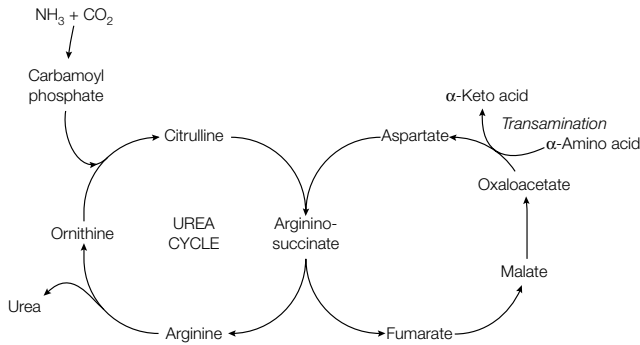 NH₃ + CO₂
Carbamoyl
phosphate
α-Keto acid
Transamination
Citrulline
Aspartate
α-Amino acid
Oxaloacetate
Ornithine
UREA
CYCLE
Arginino-
succinate
Malate
Urea
Arginine
Fumarate